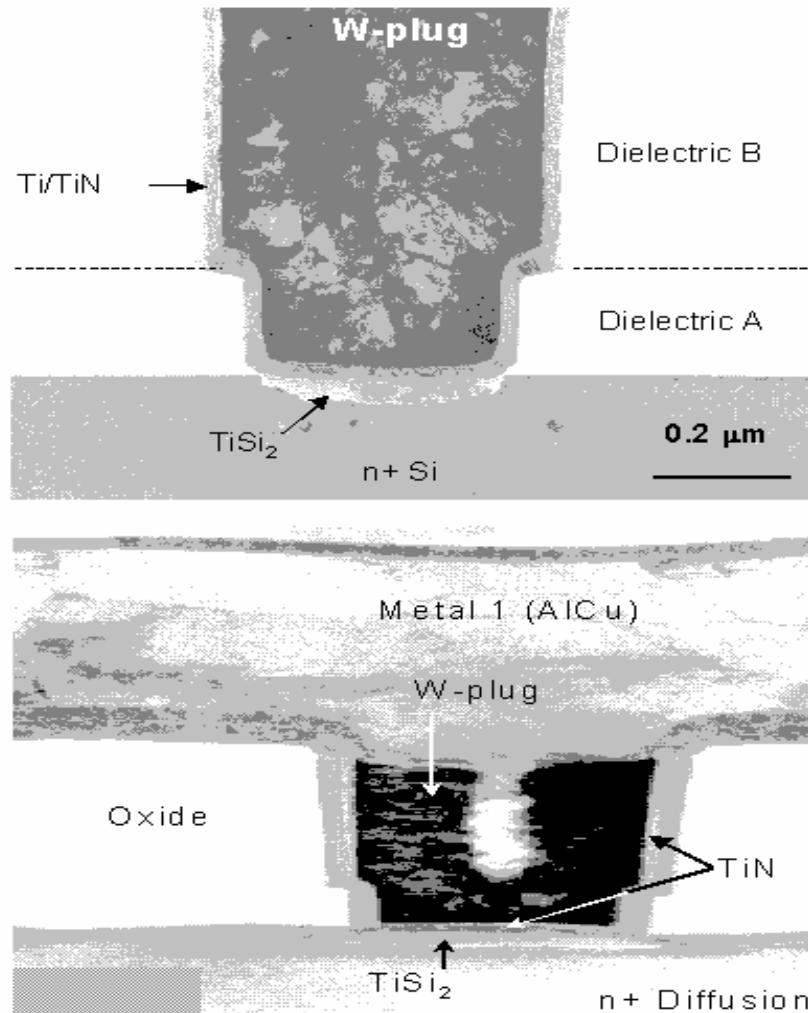 W-plug
Dielectric B
Ti/TiN
Dielectric A
TiSi2
0.2 μm
n+ Si
Metal 1 (AlCu)
W-plug
Oxide
TiN
TiSi2
n+ Diffusion